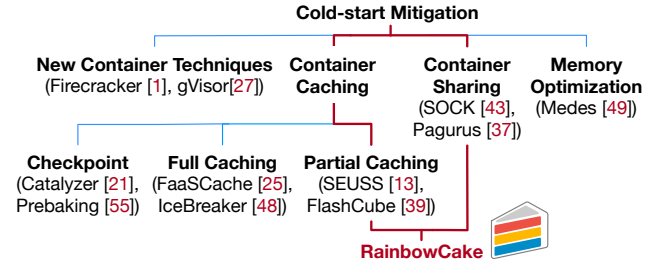 Cold-start Mitigation
New Container Techniques
(Firecracker [1], gVisor[27])
Container
Caching
Container
Sharing
(SOCK [43],
Pagurus [37])
Memory
Optimization
(Medes [49])
Checkpoint
(Catalyzer [21],
Prebaking [55])
Full Caching
(FaaSCache [25],
IceBreaker [48])
Partial Caching
(SEUSS [13],
FlashCube [39])
RainbowCake